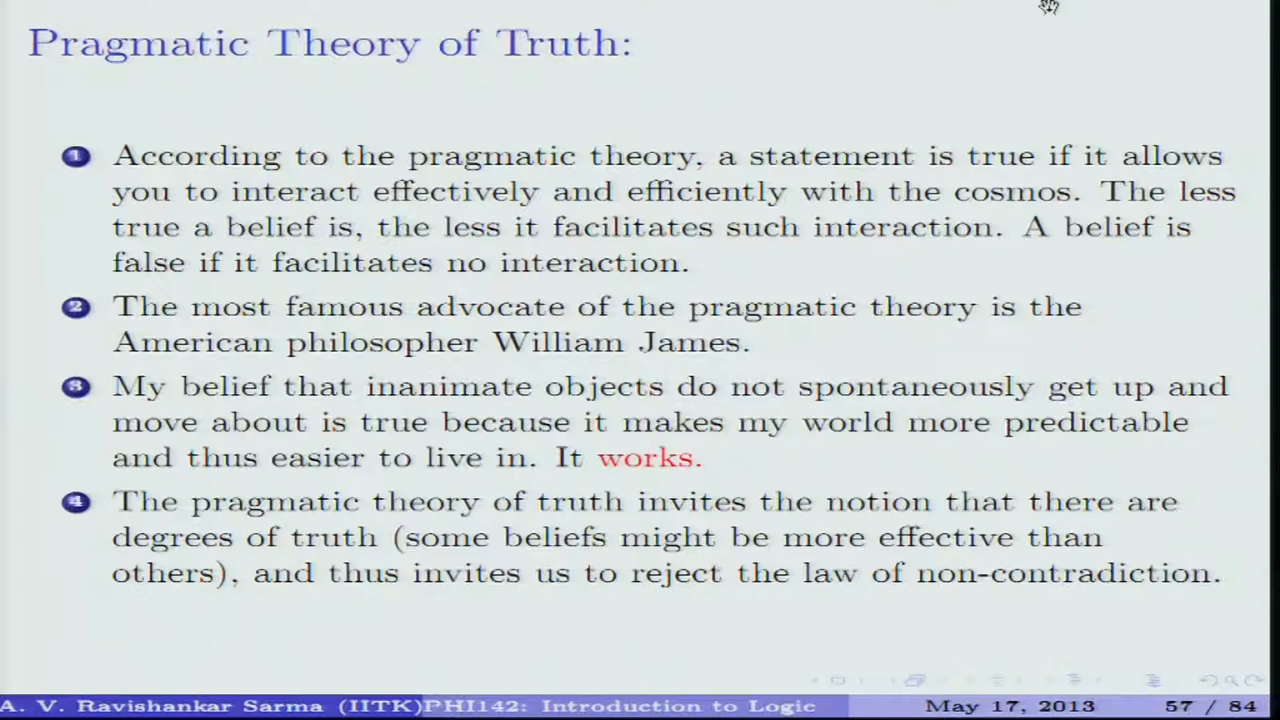 Pragmatic Theory of Truth:
1 According to the pragmatic theory, a statement is true if it allows
you to interact effectively and efficiently with the cosmos. The less
true a belief is, the less it facilitates such interaction. A belief is
false if it facilitates no interaction.
2 The most famous advocate of the pragmatic theory is the
American philosopher William James.
3 My belief that inanimate objects do not spontaneously get up and
move about is true because it makes my world more predictable
and thus easier to live in. It works.
4 The pragmatic theory of truth invites the notion that there are
degrees of truth (some beliefs might be more effective than
others), and thus invites us to reject the law of non-contradiction.
A. V. Ravishankar Sarma (IITK) PHI142: Introduction to Logic May 17, 2013 57 / 84